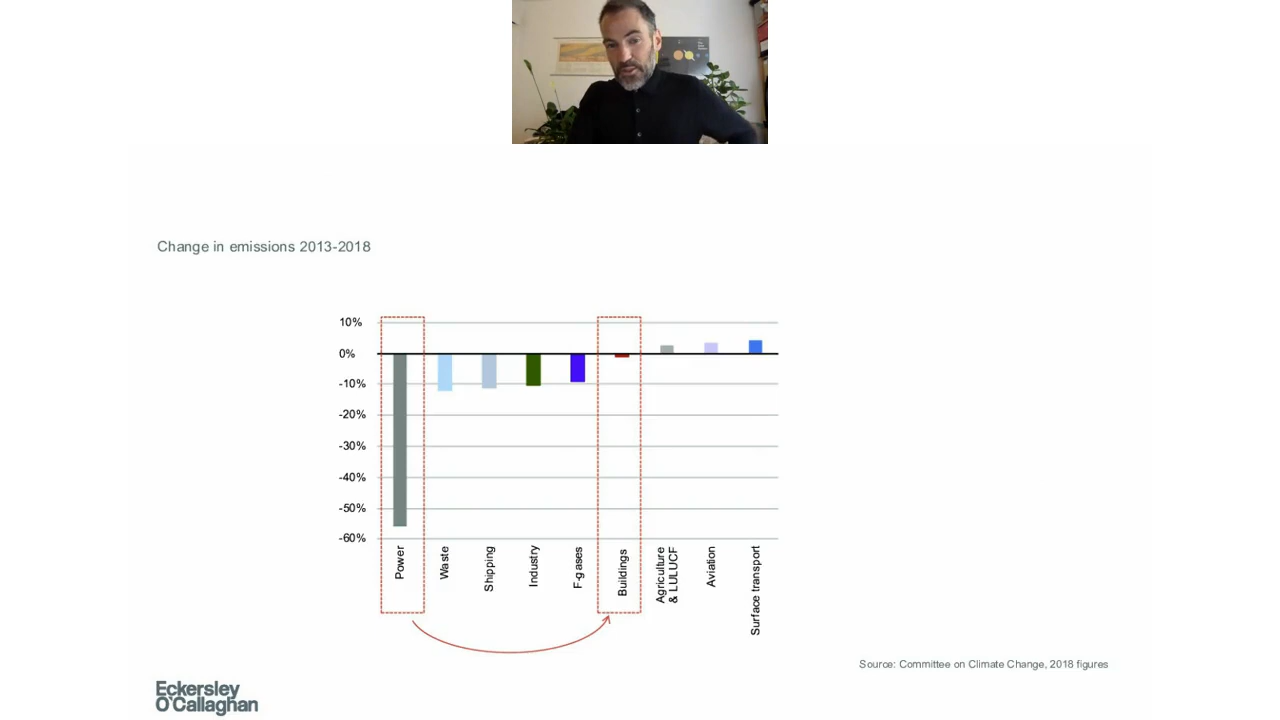 Change in emissions 2013-2018
10%
0%
-10%
-20%
-30%
-40%
-50%
-60%
Power
Waste
Shipping
Industry
F-gases
Buildings
Agriculture
& LULUCF
Aviation
Surface transport
Source: Committee on Climate Change, 2018 figures
Eckersley
O'Callaghan